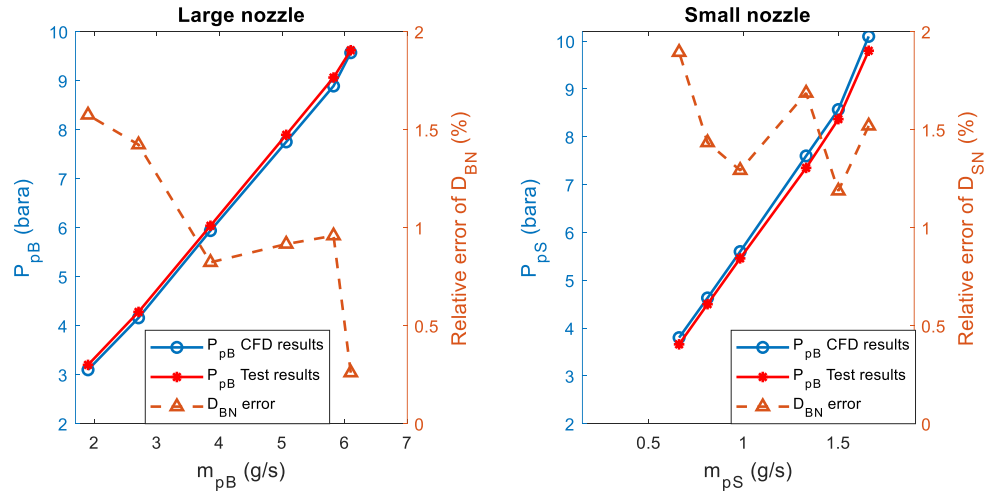 Large nozzle
10
9
8
7
6
5
4
3
2
P_pB (bara)
2
1.5
1
0.5
0
Relative error of D_BN (%)
P_pB CFD results
P_pB Test results
D_BN error
2 3 4 5 6 7
m_pB (g/s)
Small nozzle
10
9
8
7
6
5
4
3
2
P_pS (bara)
2
1.5
1
0.5
0
Relative error of D_SN (%)
P_pB CFD results
P_pB Test results
D_BN error
0.5 1 1.5
m_pS (g/s)